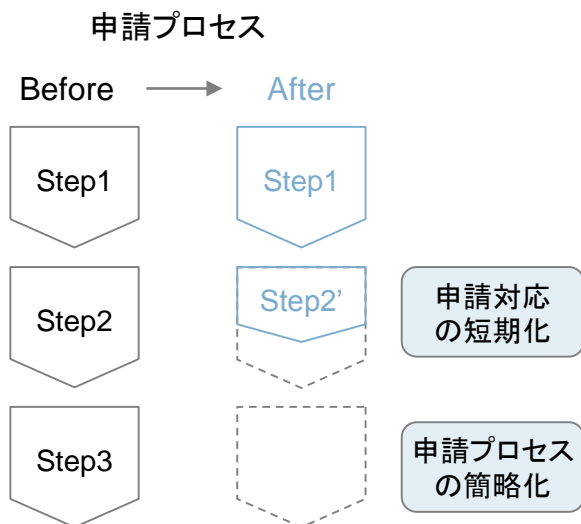 申請プロセス
Before
After
Step1
Step1
Step2
Step2’
申請対応
の短期化
Step3
申請プロセス
の簡略化